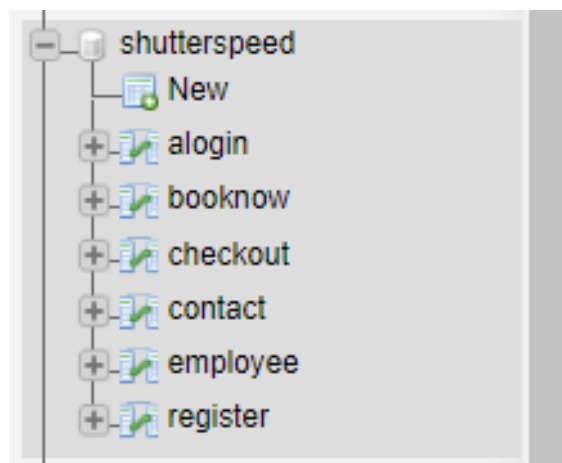 shutterspeed
New
alogin
booknow
checkout
contact
employee
register